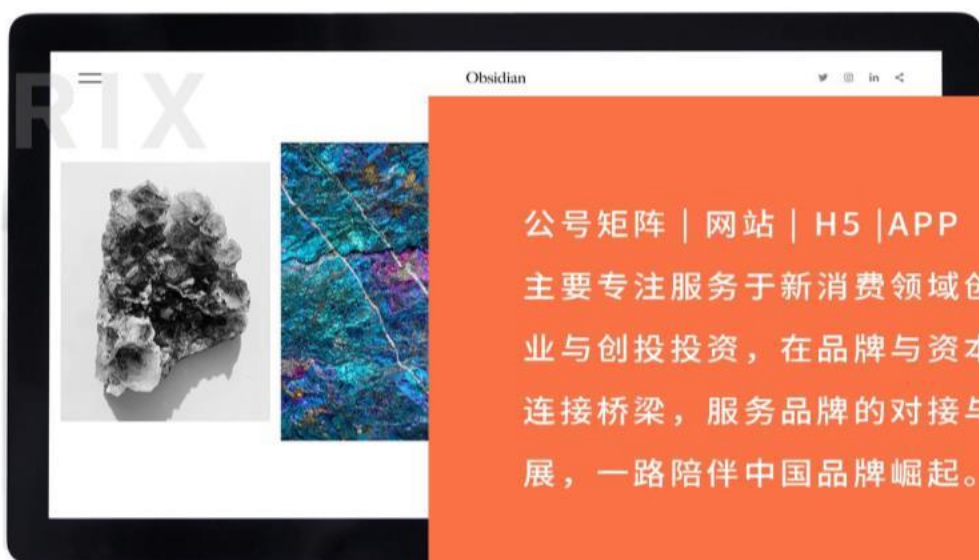 RIX
Obsidian
公号矩阵 | 网站 | H5 |APP
主要专注服务于新消费领域创
业与创投投资，在品牌与资本
连接桥梁，服务品牌的对接与
展，一路陪伴中国品牌崛起。